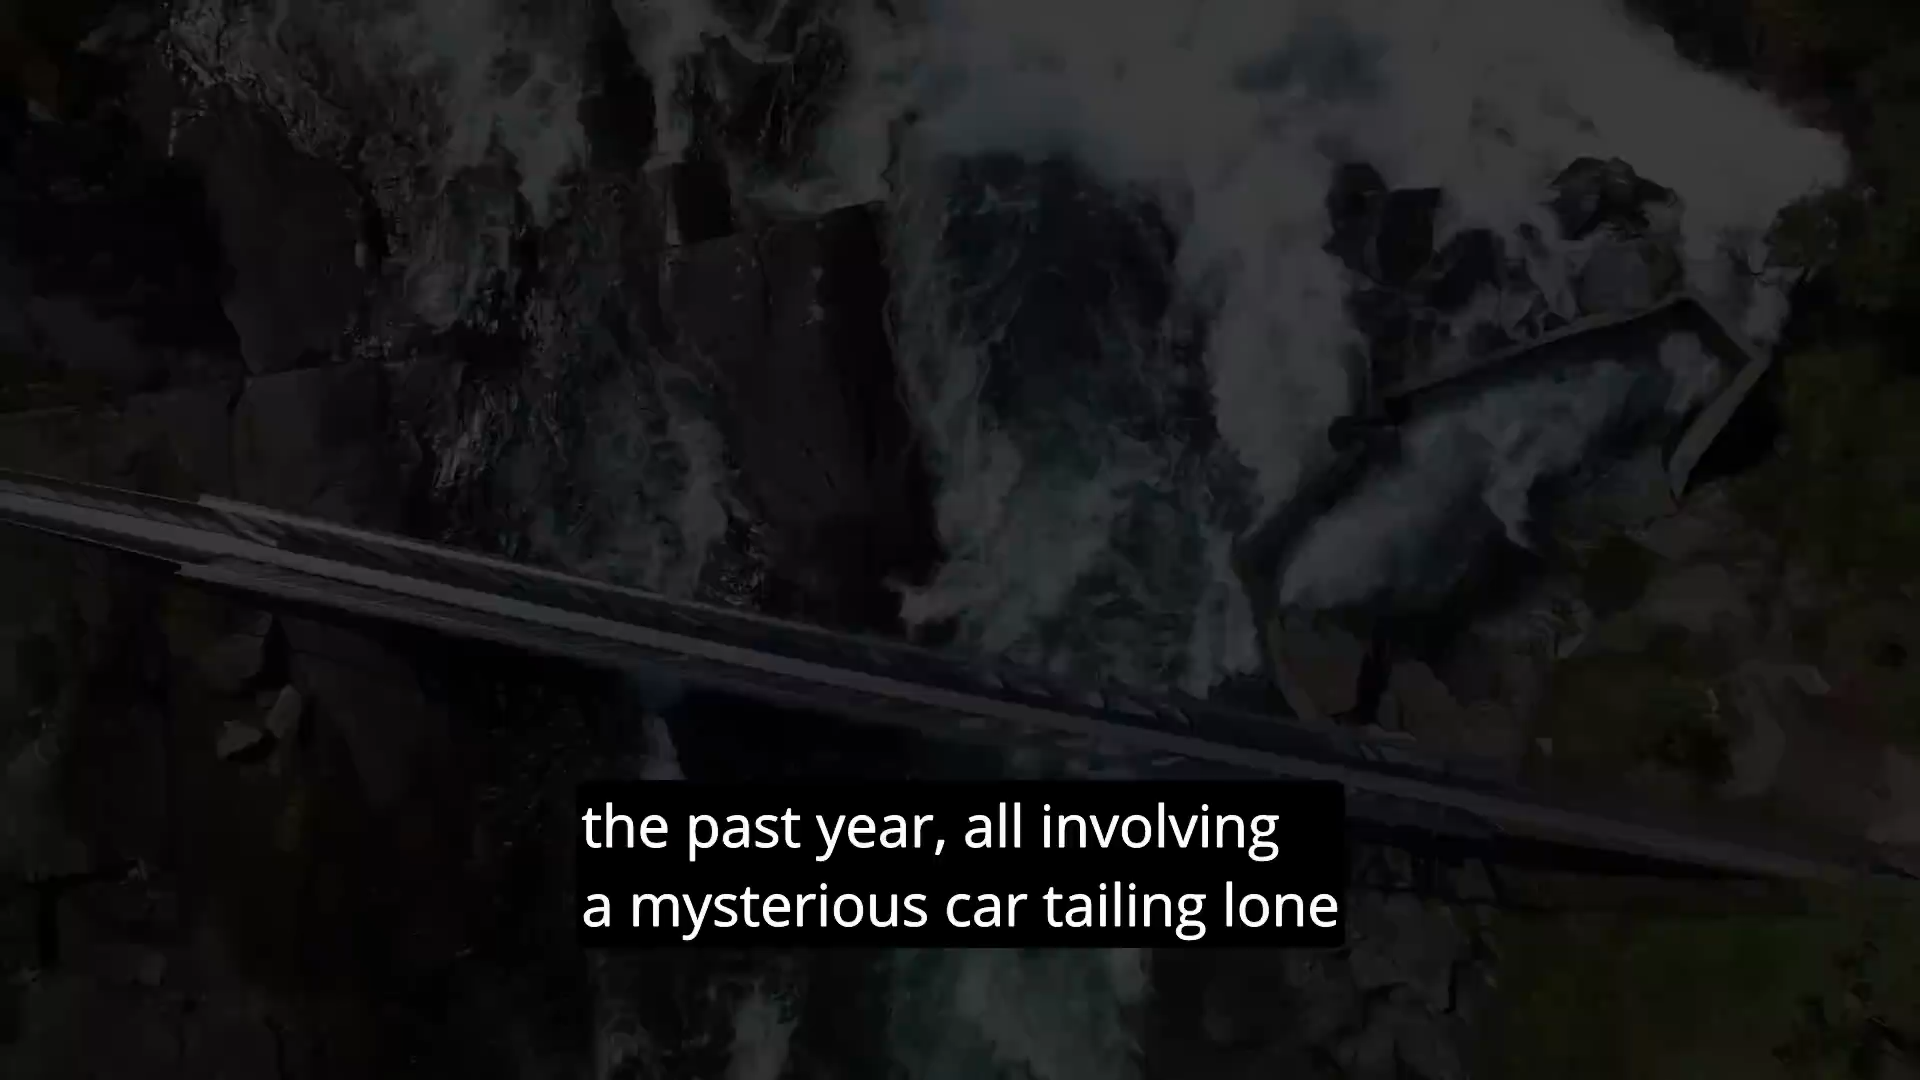 the past year, all involving
a mysterious car tailing lone